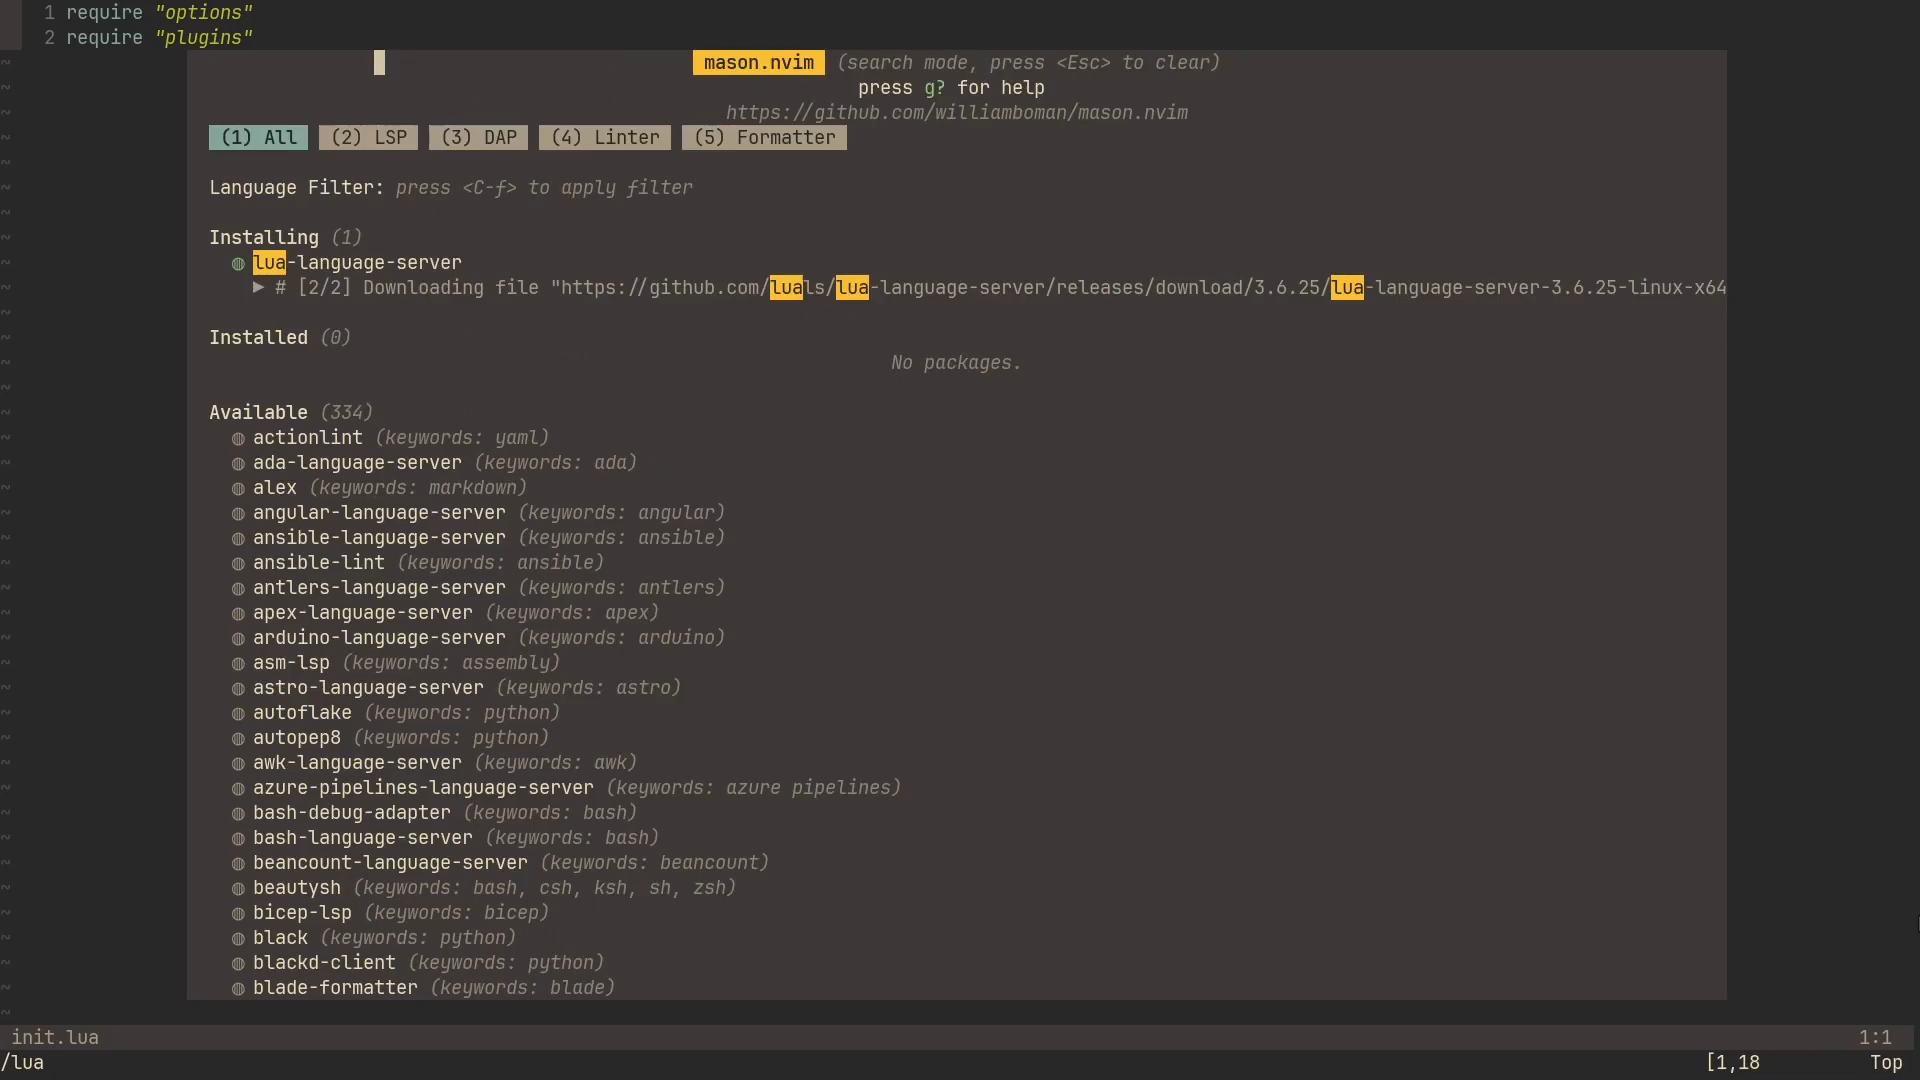 1 require "options"
2 require "plugins"
mason.nvim (search mode, press <Esc> to clear)
press g? for help
https://github.com/williamboman/mason.nvim
(1) All (2) LSP (3) DAP (4) Linter (5) Formatter
Language Filter: press <C-f> to apply filter
Installing (1)
◍ lua-language-server
▶ # [2/2] Downloading file "https://github.com/luals/lua-language-server/releases/download/3.6.25/lua-language-server-3.6.25-linux-x64
Installed (0)
No packages.
Available (334)
◍ actionlint (keywords: yaml)
◍ ada-language-server (keywords: ada)
◍ alex (keywords: markdown)
◍ angular-language-server (keywords: angular)
◍ ansible-language-server (keywords: ansible)
◍ ansible-lint (keywords: ansible)
◍ antlers-language-server (keywords: antlers)
◍ apex-language-server (keywords: apex)
◍ arduino-language-server (keywords: arduino)
◍ asm-lsp (keywords: assembly)
◍ astro-language-server (keywords: astro)
◍ autoflake (keywords: python)
◍ autopep8 (keywords: python)
◍ awk-language-server (keywords: awk)
◍ azure-pipelines-language-server (keywords: azure pipelines)
◍ bash-debug-adapter (keywords: bash)
◍ bash-language-server (keywords: bash)
◍ beancount-language-server (keywords: beancount)
◍ beautysh (keywords: bash, csh, ksh, sh, zsh)
◍ bicep-lsp (keywords: bicep)
◍ black (keywords: python)
◍ blackd-client (keywords: python)
◍ blade-formatter (keywords: blade)
init.lua 1:1
/lua [1,18 Top